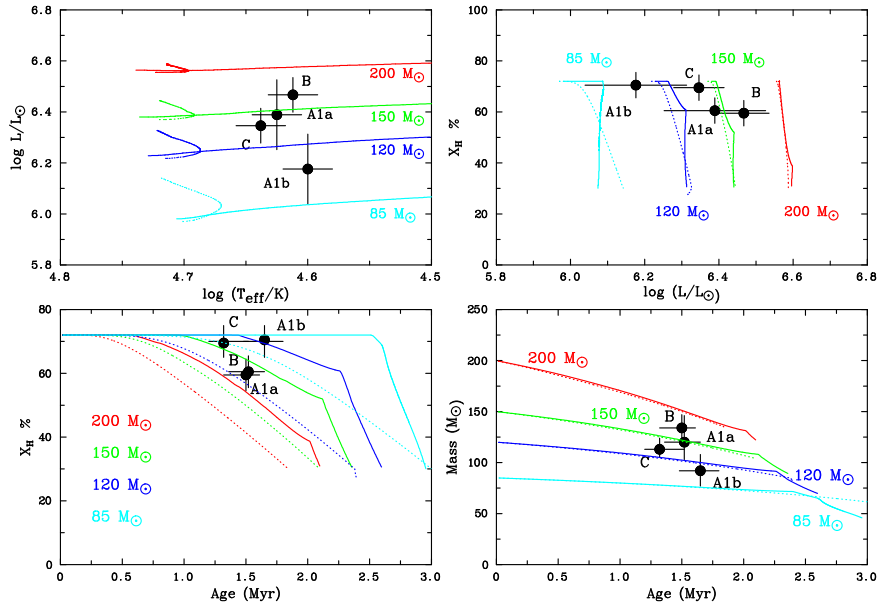 6.8
6.6
6.4
6.2
6.0
5.8
log L/L☉
200 M☉
B
A1a
150 M☉
C
120 M☉
A1b
85 M☉
4.8
4.7
4.6
4.5
log (Teff/K)
100
80
60
40
20
0
XH %
85 M☉
150 M☉
C
B
A1b
A1a
120 M☉
200 M☉
5.8
6.0
6.2
6.4
6.6
6.8
log (L/L☉)
80
60
40
20
0
XH %
C
A1b
B
A1a
200 M☉
150 M☉
120 M☉
85 M☉
0
0.5
1.0
1.5
2.0
2.5
3.0
Age (Myr)
250
200
150
100
50
0
Mass (M☉)
200 M☉
B
150 M☉
A1a
C
120 M☉
A1b
85 M☉
0
0.5
1.0
1.5
2.0
2.5
3.0
Age (Myr)